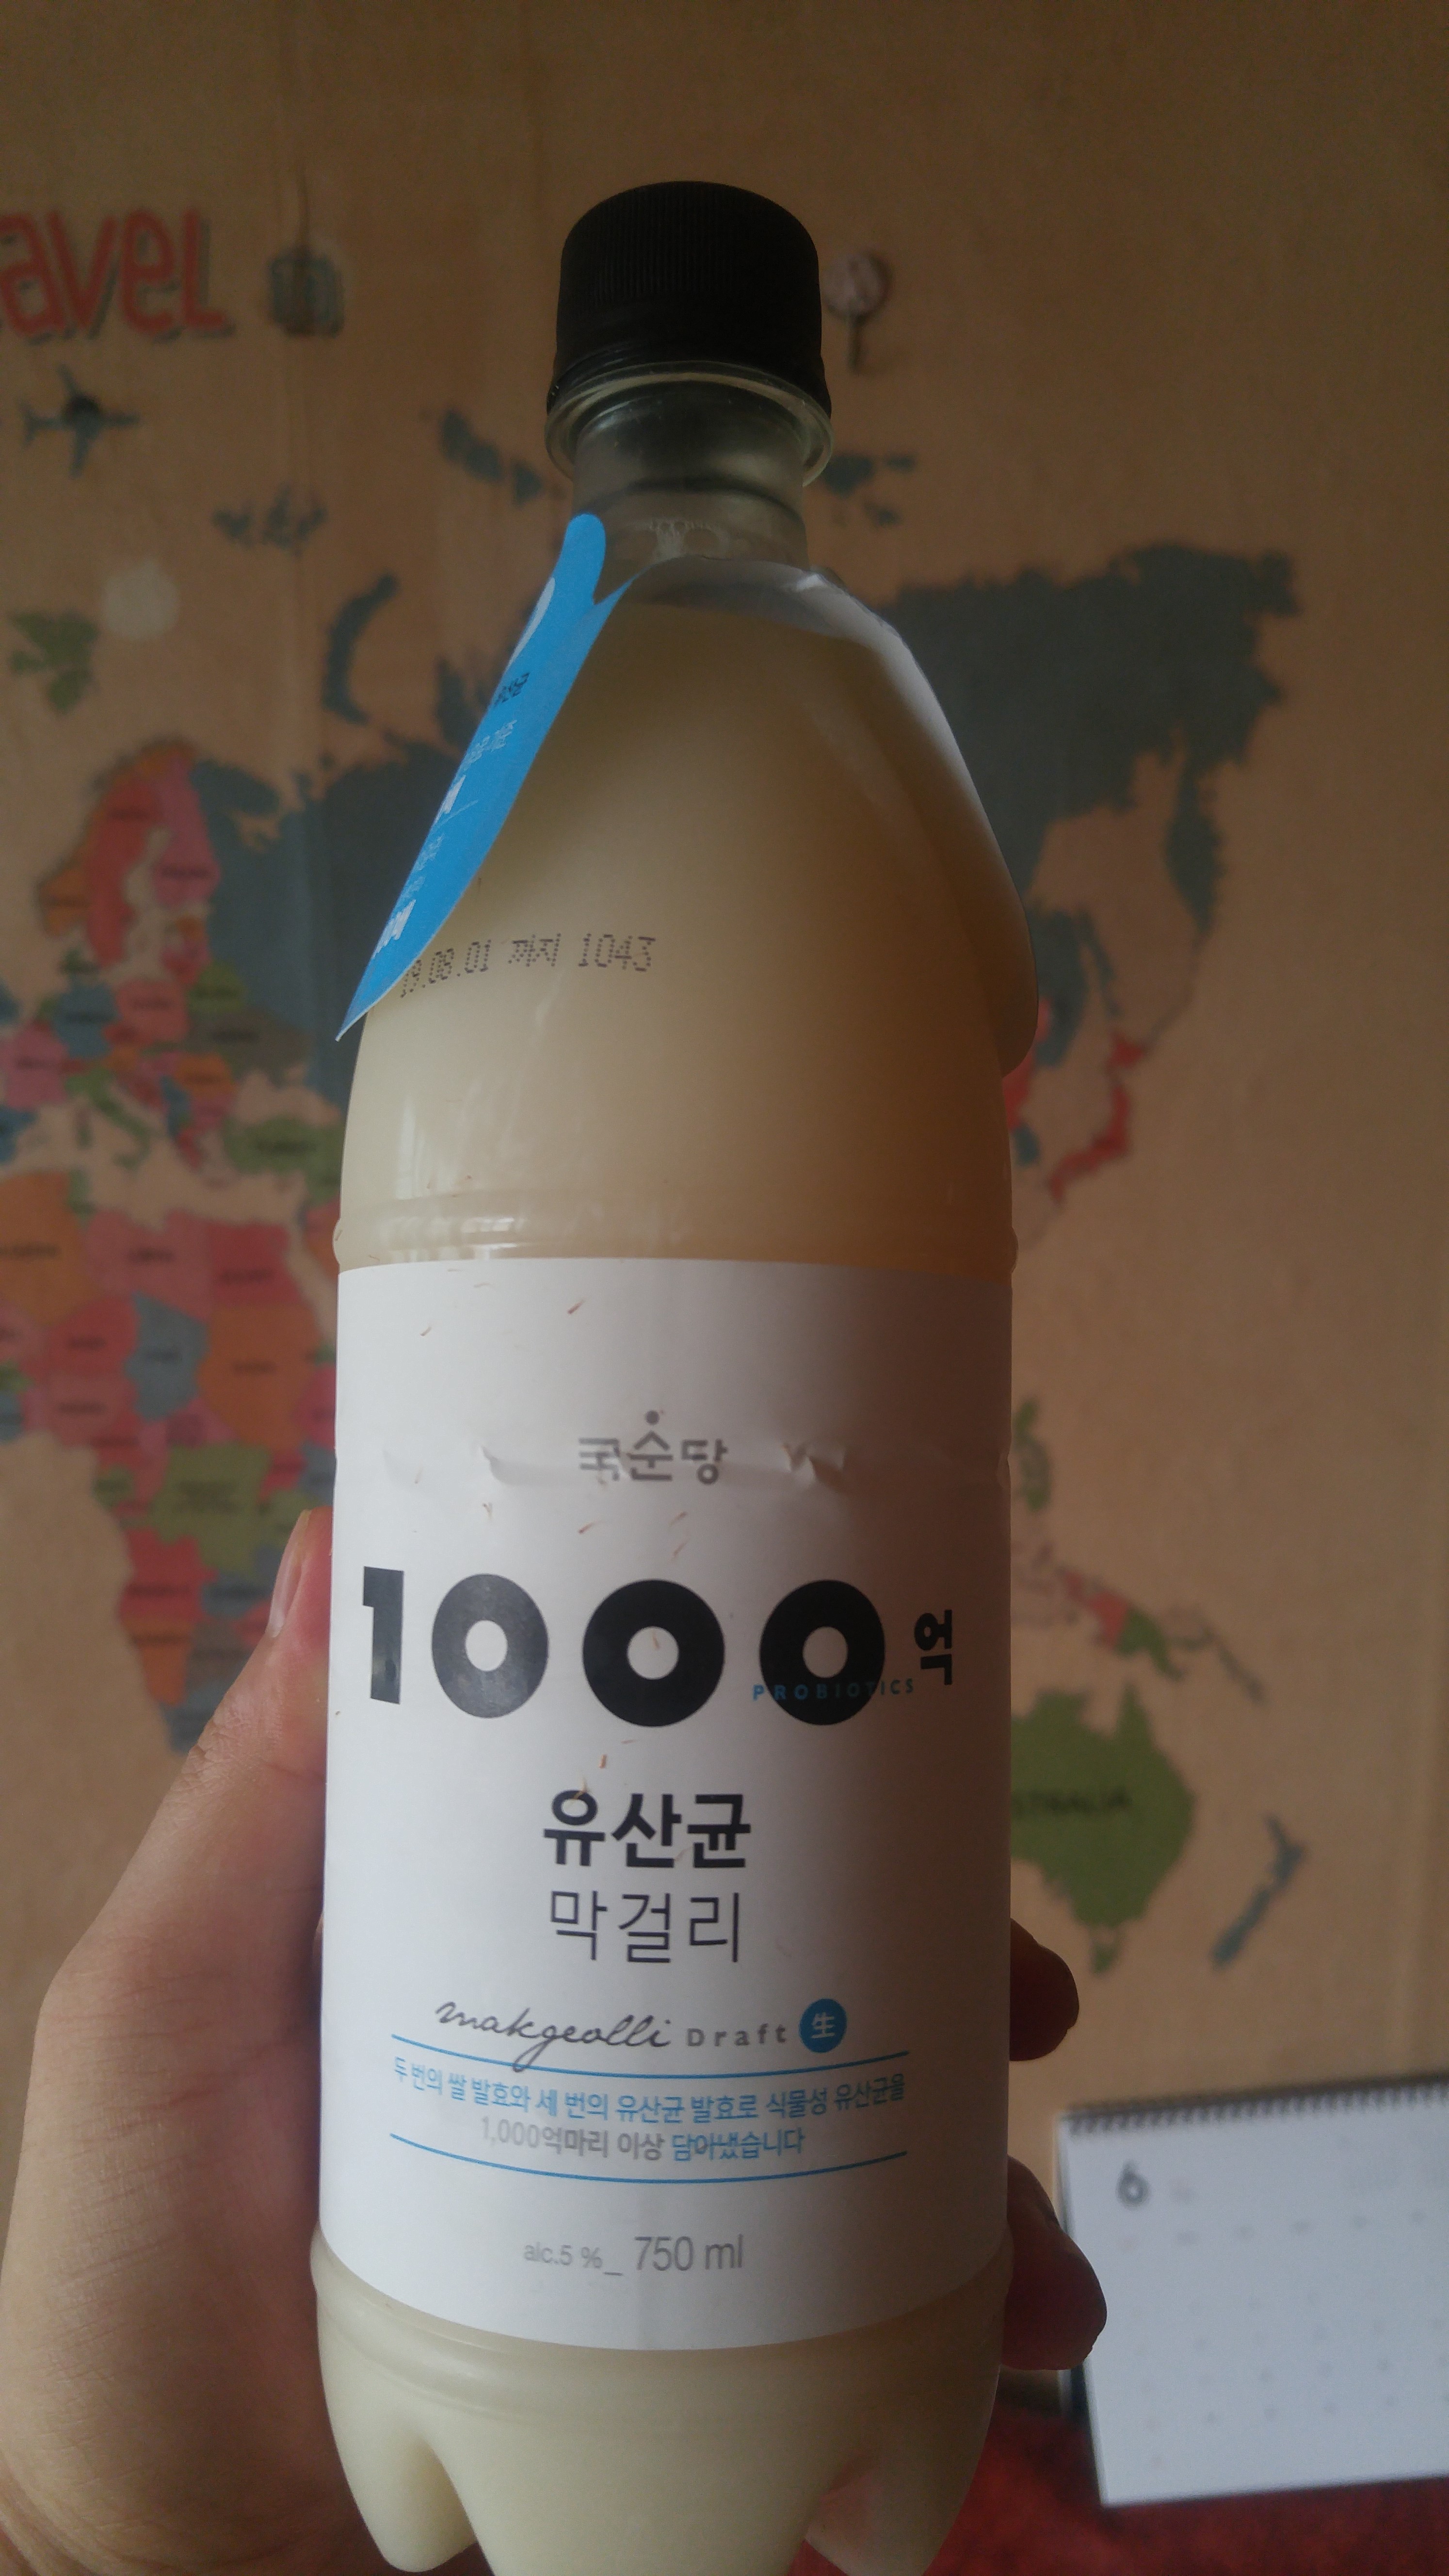 avel
09.08.01 까지 1043
국순당
1000억
PROBIOTICS
유산균
막걸리
makgeolli Draft 生
두 번의 쌀 발효와 세 번의 유산균 발효로 식물성 유산균을
1,000억마리 이상 담아냈습니다
alc.5 %_ 750 ml
STRALIA
6